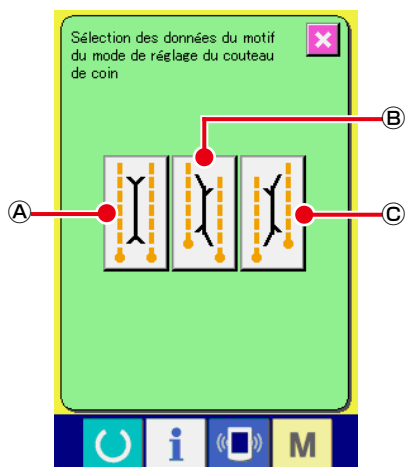 Sélection des données du motif
du mode de réglage du couteau
de coin
B
A
C
i
M